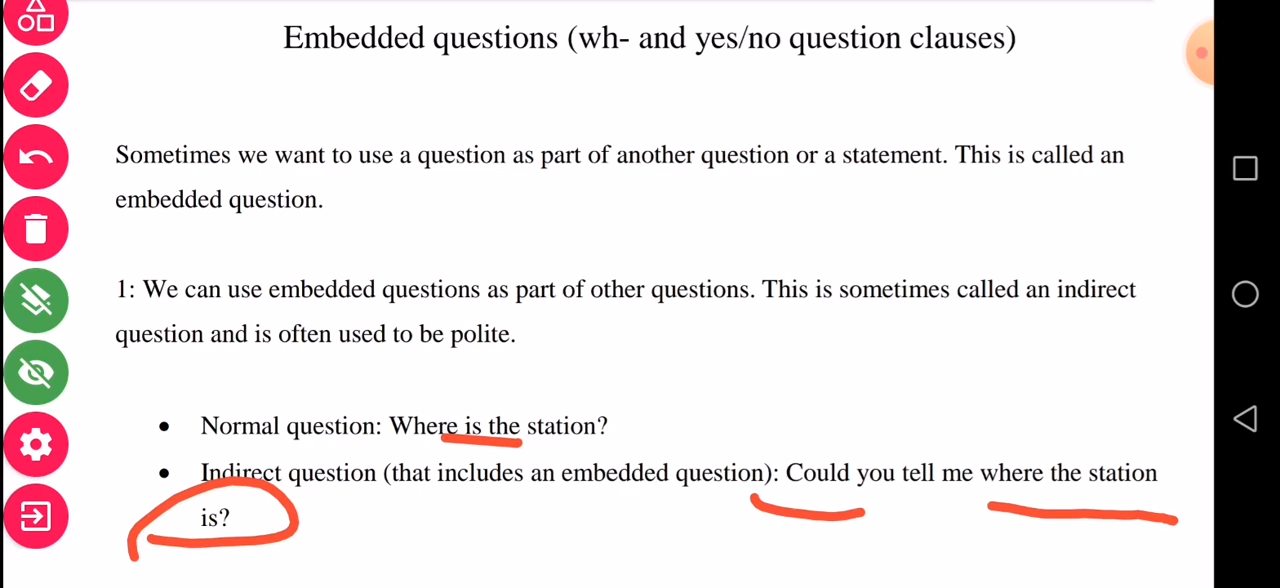 Embedded questions (wh- and yes/no question clauses)
Sometimes we want to use a question as part of another question or a statement. This is called an
embedded question.
1: We can use embedded questions as part of other questions. This is sometimes called an indirect
question and is often used to be polite.
• Normal question: Where is the station?
• Indirect question (that includes an embedded question): Could you tell me where the station
is?